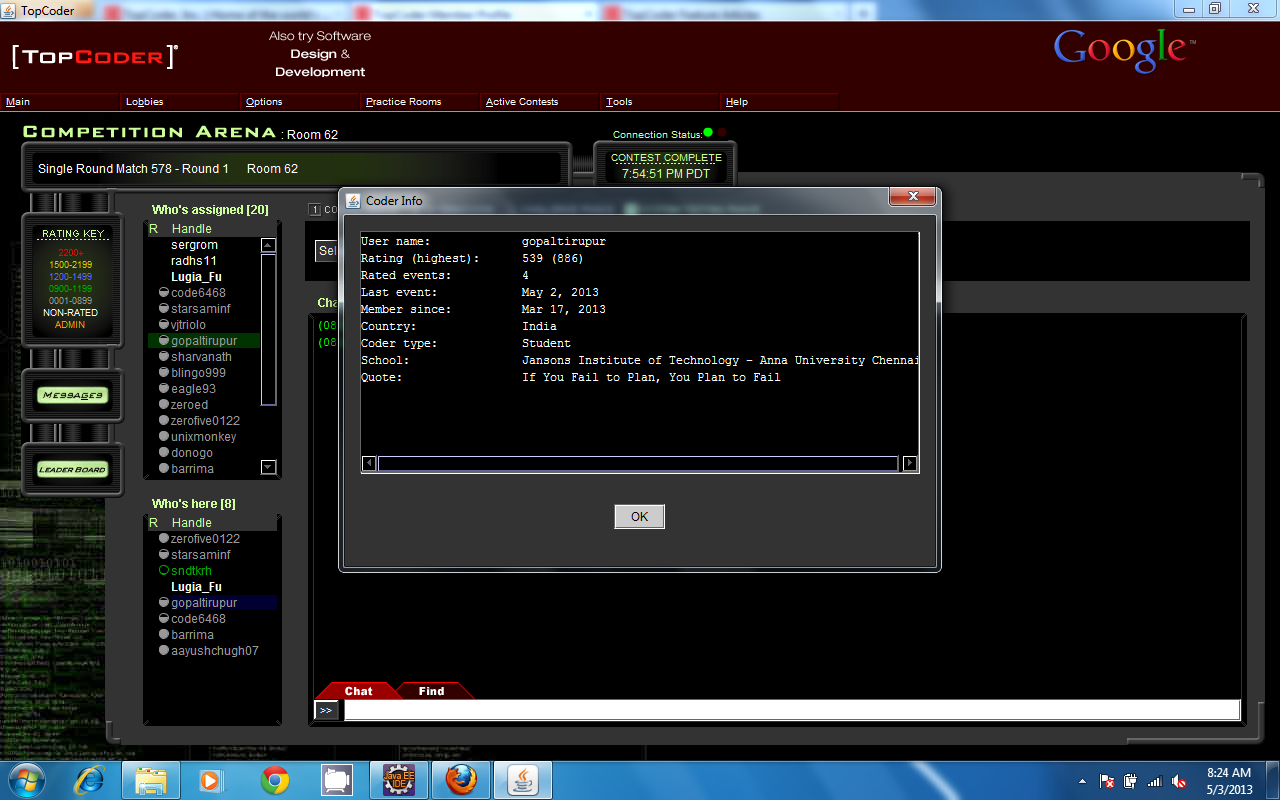 TopCoder
[TOPCODER]®
Also try Software
Design &
Development
Google™
Main Lobbies Options Practice Rooms Active Contests Tools Help
COMPETITION ARENA : Room 62
Connection Status:
Single Round Match 578 - Round 1 Room 62
CONTEST COMPLETE
7:54:51 PM PDT
RATING KEY
2200+
1500-2199
1200-1499
0900-1199
0001-0899
NON-RATED
ADMIN
MESSAGES
LEADER BOARD
Who's assigned [20]
R Handle
sergrom
radhs11
Lugia_Fu
code6468
starsaminf
vjtriolo
gopaltirupur
sharvanath
blingo999
eagle93
zeroed
zerofive0122
unixmonkey
donogo
barrima
Who's here [8]
R Handle
zerofive0122
starsaminf
sndtkrh
Lugia_Fu
gopaltirupur
code6468
barrima
aayushchugh07
1 CO
Sel
Cha
(08
(08
Coder Info
User name: gopaltirupur
Rating (highest): 539 (886)
Rated events: 4
Last event: May 2, 2013
Member since: Mar 17, 2013
Country: India
Coder type: Student
School: Jansons Institute of Technology - Anna University Chennai
Quote: If You Fail to Plan, You Plan to Fail
OK
Chat Find
>>
Java EE
IDE
8:24 AM
5/3/2013